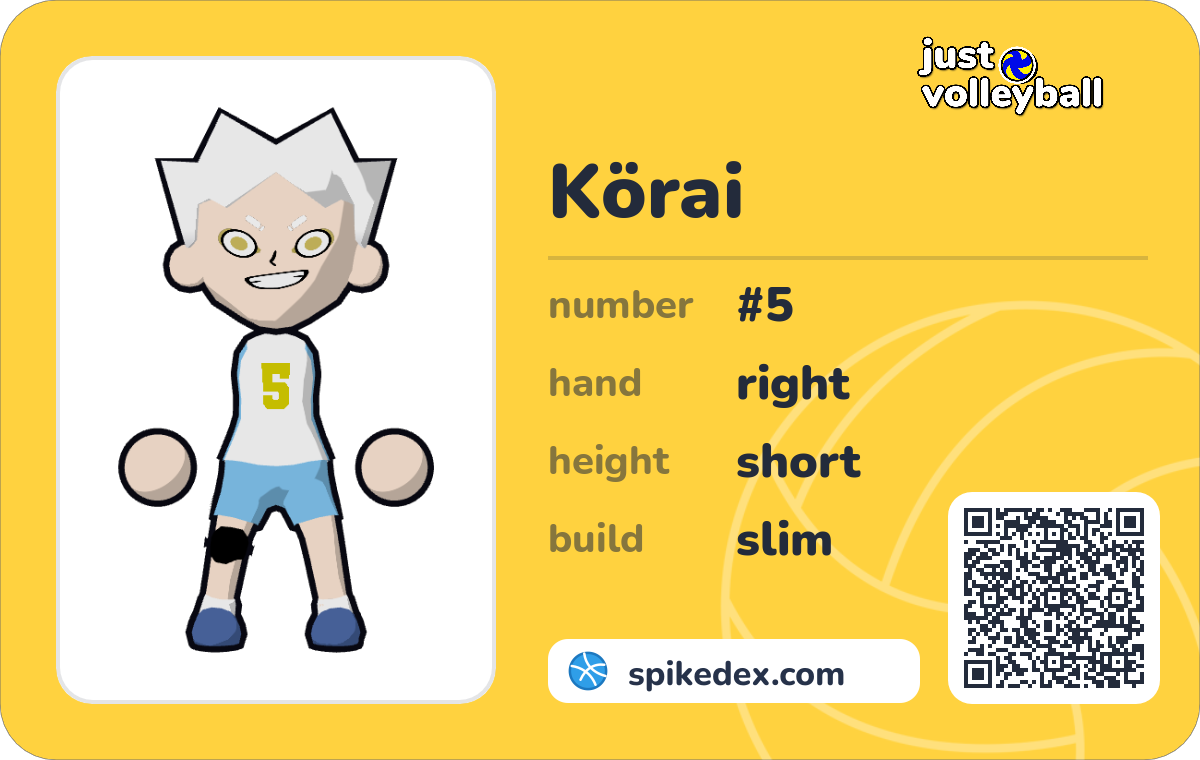 just
volleyball
Körai
number #5
hand right
height short
build slim
5
spikedex.com